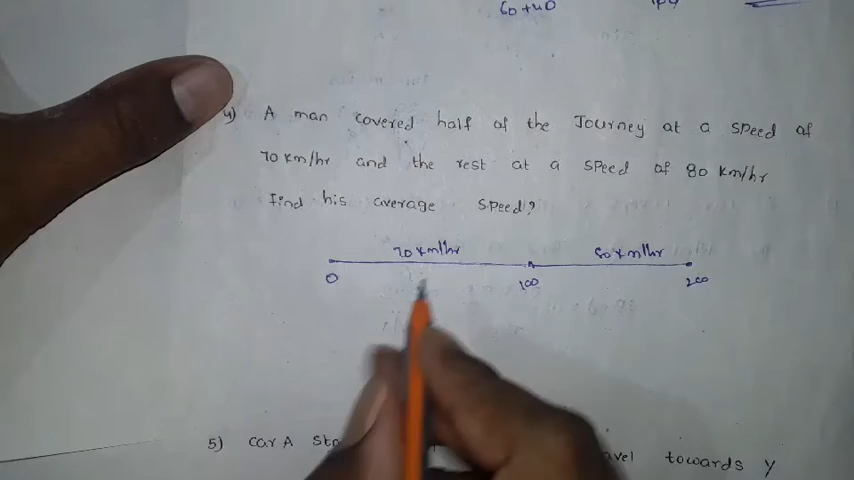 60+40
4) A man covered half of the Journey at a speed of
70 km/hr and the rest at a speed of 80 km/hr
Find his average speed?
70 km/hr 80 km/hr
0 100 200
5) car A travel towards Y